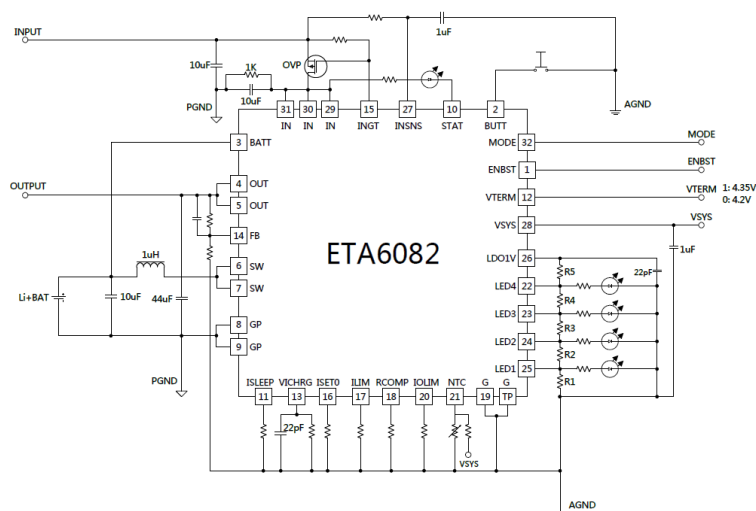 INPUT
1uF
10uF
1K
OVP
10uF
PGND
AGND
31 30 29 15 27 10 2
IN IN IN INGT INSNS STAT BUTT
3 BATT
MODE 32 MODE
ENBST 1 ENBST
OUTPUT
4 OUT
5 OUT
VTERM 12 VTERM 1: 4.35V
0: 4.2V
VSYS 28 VSYS
14 FB
1uH
ETA6082
1uF
6 SW
7 SW
LDO1V 26
R5
22pF
LED4 22
R4
Li+BAT
10uF
44uF
LED3 23
R3
8 GP
9 GP
LED2 24
R2
LED1 25
R1
PGND
ISLEEP VICHRG ISET0 ILIM RCOMP IOLIM NTC G G
11 13 16 17 18 20 21 19 TP
22pF
VSYS
AGND